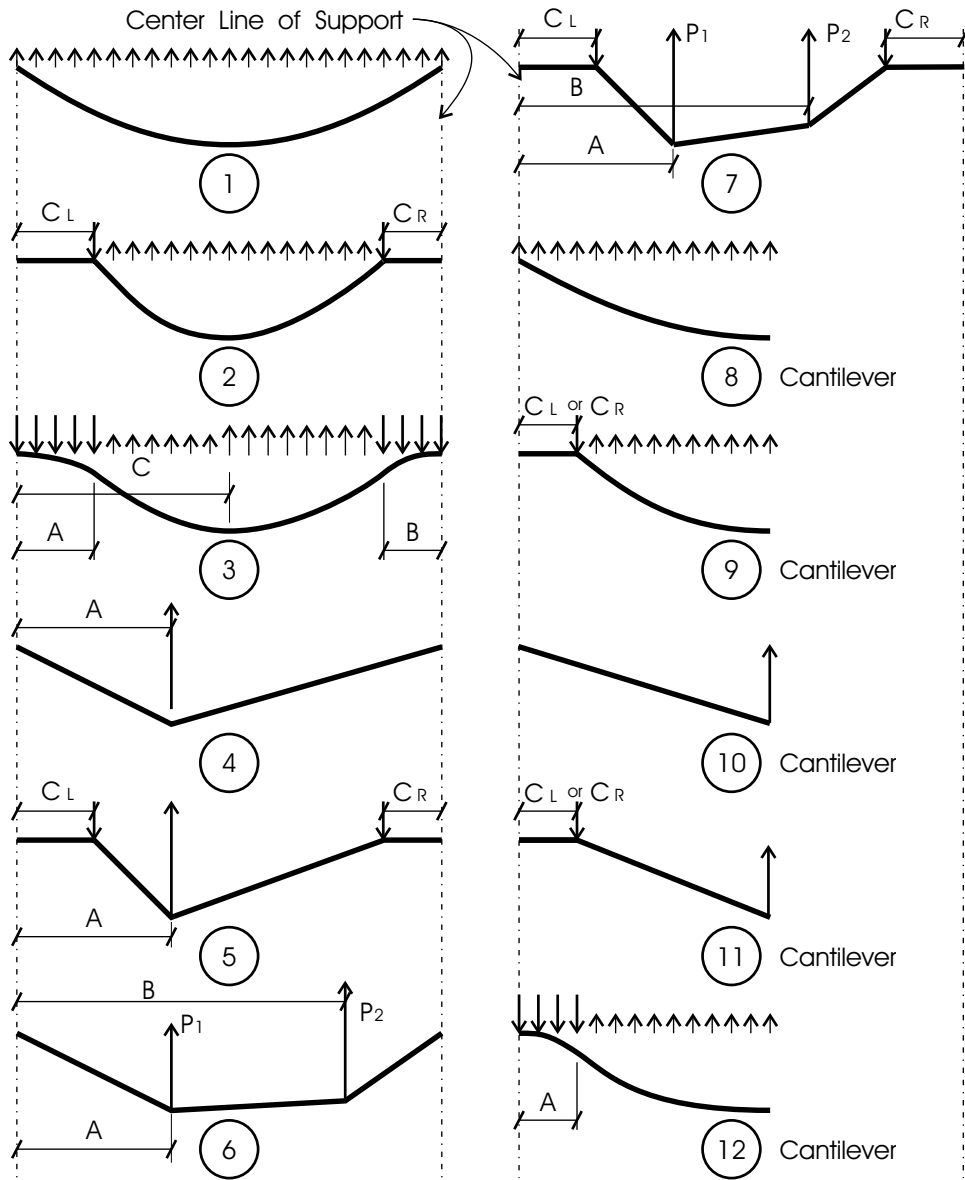 Center Line of Support
1
C L C R
2
C
A B
3
A
4
C L C R
A
5
B
P1 P2
A
6
C L P1 P2 C R
B
A
7
8 Cantilever
C L or C R
9 Cantilever
10 Cantilever
C L or C R
11 Cantilever
A
12 Cantilever